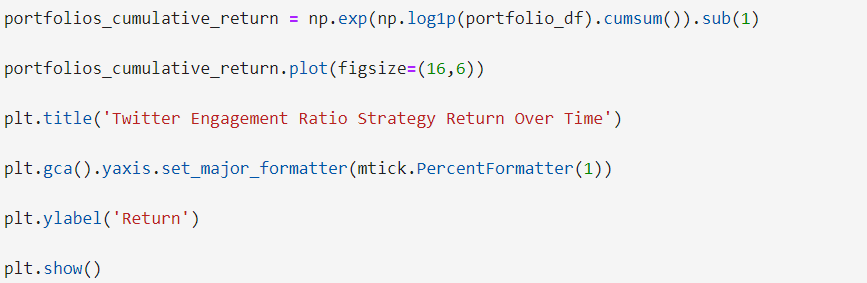 portfolios_cumulative_return = np.exp(np.log1p(portfolio_df).cumsum()).sub(1)
portfolios_cumulative_return.plot(figsize=(16,6))
plt.title('Twitter Engagement Ratio Strategy Return Over Time')
plt.gca().yaxis.set_major_formatter(mtick.PercentFormatter(1))
plt.ylabel('Return')
plt.show()